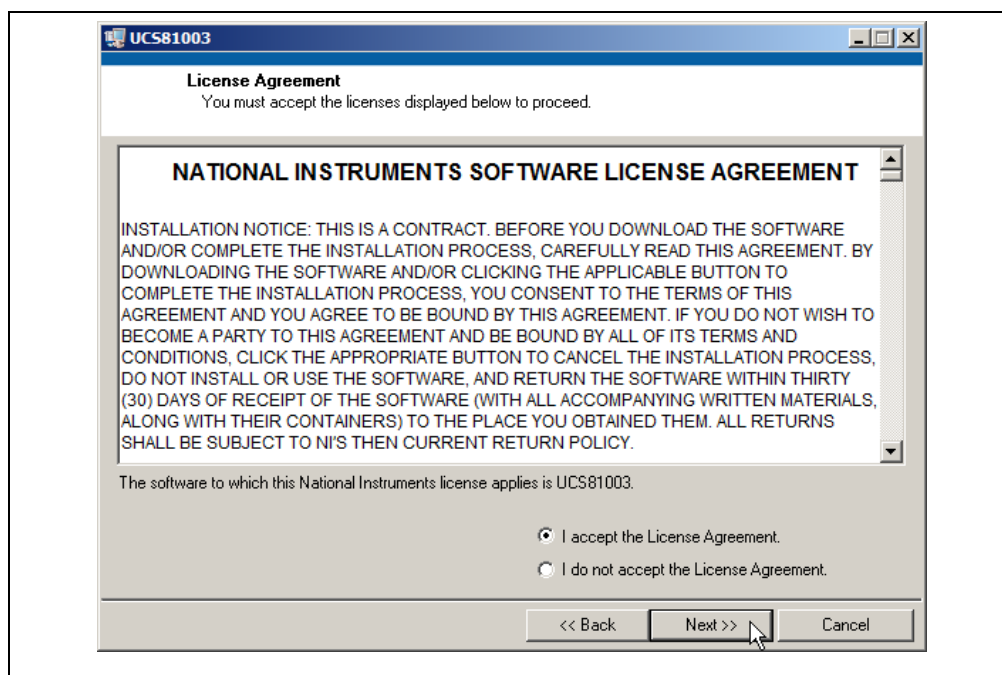 UCS81003
License Agreement
You must accept the licenses displayed below to proceed.
NATIONAL INSTRUMENTS SOFTWARE LICENSE AGREEMENT
INSTALLATION NOTICE: THIS IS A CONTRACT. BEFORE YOU DOWNLOAD THE SOFTWARE
AND/OR COMPLETE THE INSTALLATION PROCESS, CAREFULLY READ THIS AGREEMENT. BY
DOWNLOADING THE SOFTWARE AND/OR CLICKING THE APPLICABLE BUTTON TO
COMPLETE THE INSTALLATION PROCESS, YOU CONSENT TO THE TERMS OF THIS
AGREEMENT AND YOU AGREE TO BE BOUND BY THIS AGREEMENT. IF YOU DO NOT WISH TO
BECOME A PARTY TO THIS AGREEMENT AND BE BOUND BY ALL OF ITS TERMS AND
CONDITIONS, CLICK THE APPROPRIATE BUTTON TO CANCEL THE INSTALLATION PROCESS,
DO NOT INSTALL OR USE THE SOFTWARE, AND RETURN THE SOFTWARE WITHIN THIRTY
(30) DAYS OF RECEIPT OF THE SOFTWARE (WITH ALL ACCOMPANYING WRITTEN MATERIALS,
ALONG WITH THEIR CONTAINERS) TO THE PLACE YOU OBTAINED THEM. ALL RETURNS
SHALL BE SUBJECT TO NI'S THEN CURRENT RETURN POLICY.
The software to which this National Instruments license applies is UCS81003.
I accept the License Agreement.
I do not accept the License Agreement.
<< Back Next >> Cancel